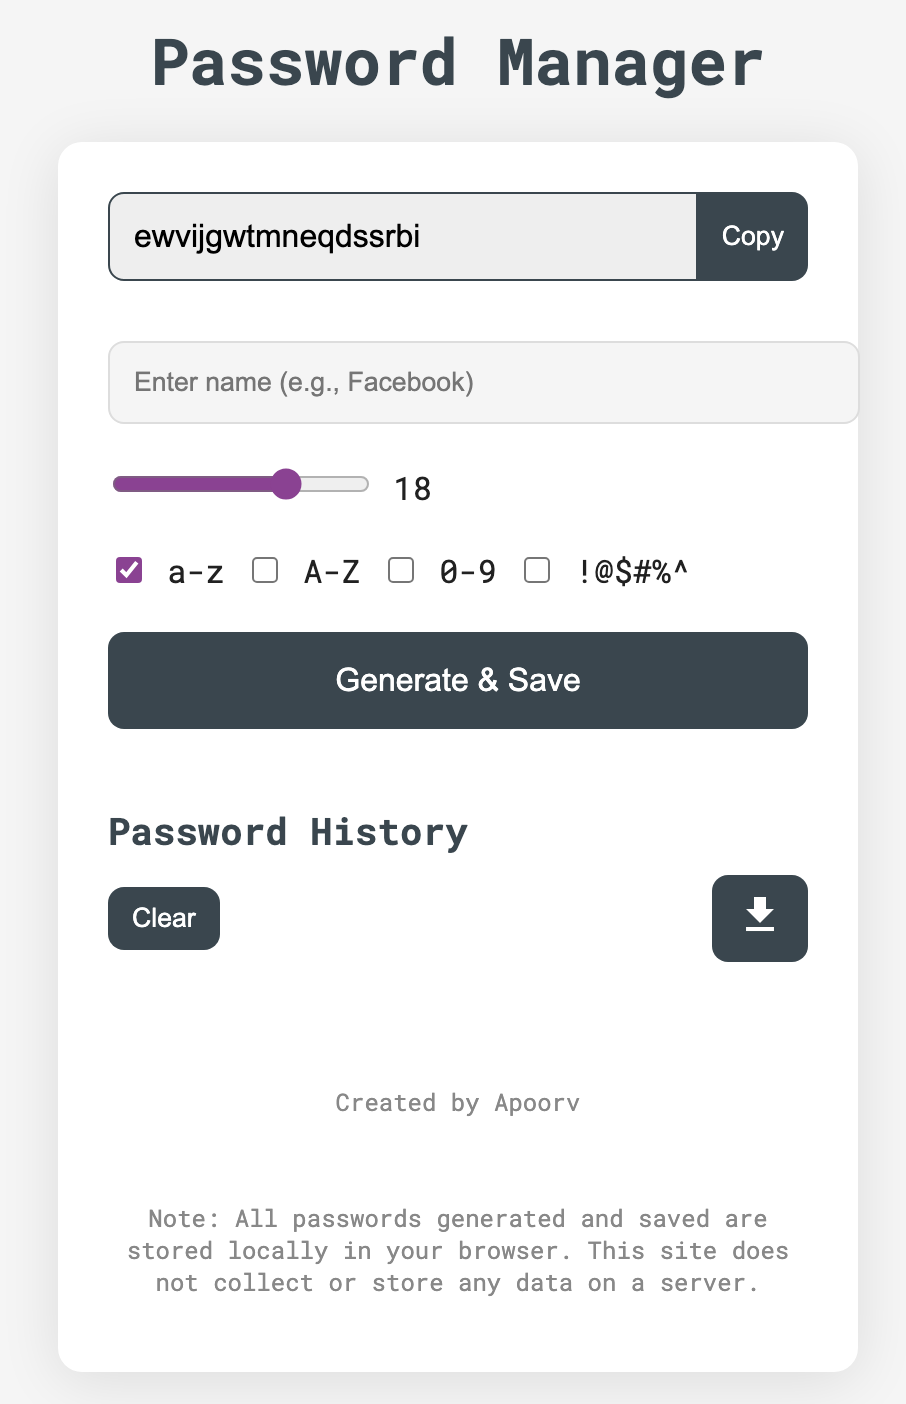 Password Manager
ewvijgwtmneqdssrbi
Copy
Enter name (e.g., Facebook)
18
a-z A-Z 0-9 !@$#%^
Generate & Save
Password History
Clear
Created by Apoorv
Note: All passwords generated and saved are
stored locally in your browser. This site does
not collect or store any data on a server.